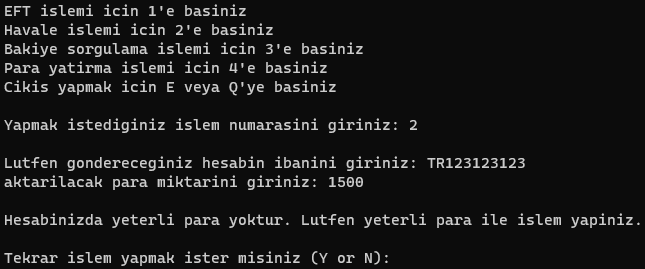 EFT islemi icin 1'e basiniz
Havale islemi icin 2'e basiniz
Bakiye sorgulama islemi icin 3'e basiniz
Para yatirma islemi icin 4'e basiniz
Cikis yapmak icin E veya Q'ye basiniz
Yapmak istediginiz islem numarasini giriniz: 2
Lutfen gondereceginiz hesabin ibanini giriniz: TR123123123
aktarilacak para miktarini giriniz: 1500
Hesabinizda yeterli para yoktur. Lutfen yeterli para ile islem yapiniz.
Tekrar islem yapmak ister misiniz (Y or N):